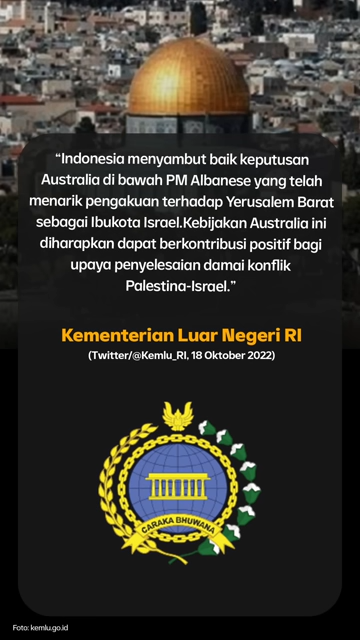 “Indonesia menyambut baik keputusan
Australia di bawah PM Albanese yang telah
menarik pengakuan terhadap Yerusalem Barat
sebagai Ibukota Israel.Kebijakan Australia ini
diharapkan dapat berkontribusi positif bagi
upaya penyelesaian damai konflik
Palestina-Israel.”
Kementerian Luar Negeri RI
(Twitter/@Kemlu_RI, 18 Oktober 2022)
CARAKA BHUWANA
Foto: kemlu.go.id